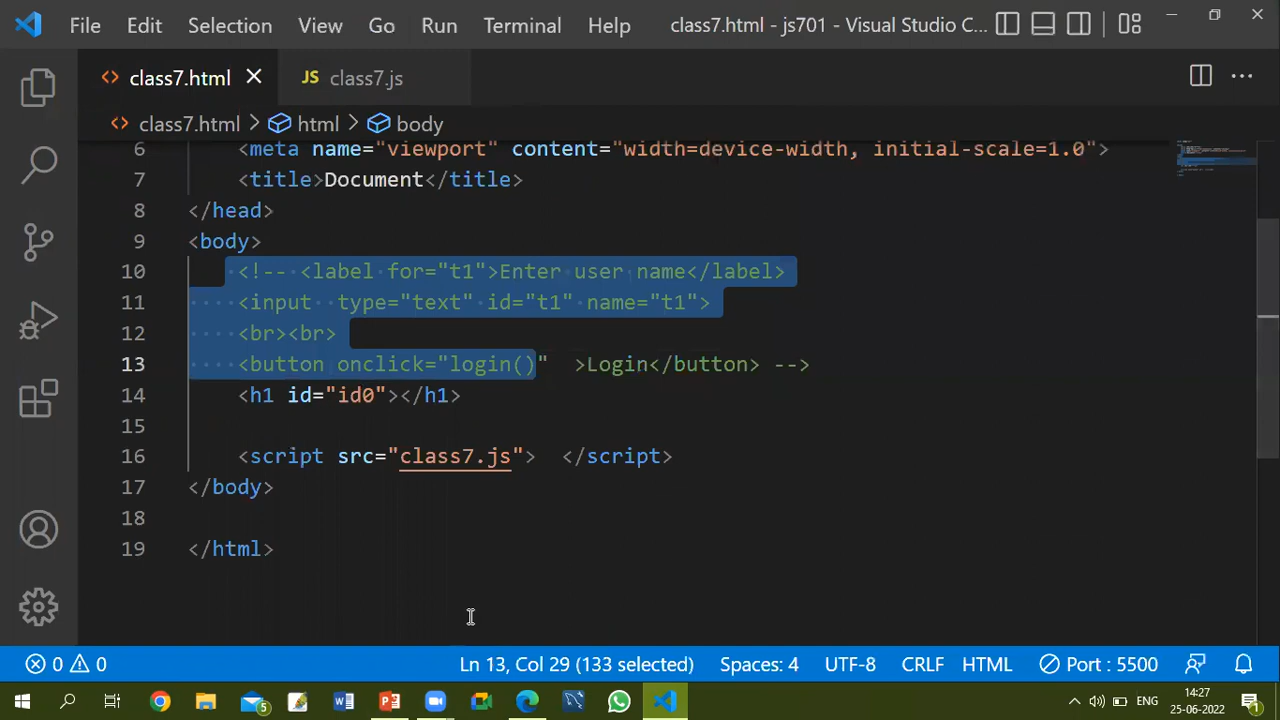 File Edit Selection View Go Run Terminal Help class7.html - js701 - Visual Studio C...
class7.html JS class7.js
class7.html > html > body
6 <meta name="viewport" content="width=device-width, initial-scale=1.0">
7 <title>Document</title>
8 </head>
9 <body>
10 <!-- <label for="t1">Enter user name</label>
11 <input  type="text" id="t1" name="t1">
12 <br><br>
13 <button onclick="login()"  >Login</button> -->
14 <h1 id="id0"></h1>
15
16 <script src="class7.js">  </script>
17 </body>
18
19 </html>
0 0 Ln 13, Col 29 (133 selected) Spaces: 4 UTF-8 CRLF HTML Port : 5500
5 ENG 14:27 1
25-06-2022